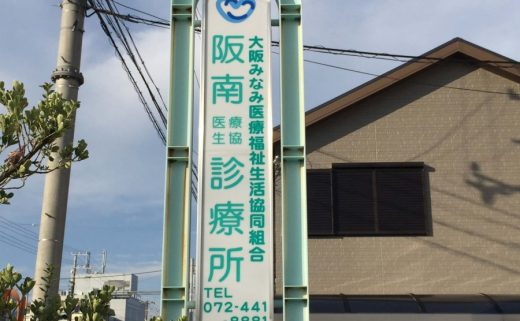 大阪みなみ医療福祉生活協同組合
阪南
医療
生協
診療所
TEL
072-441